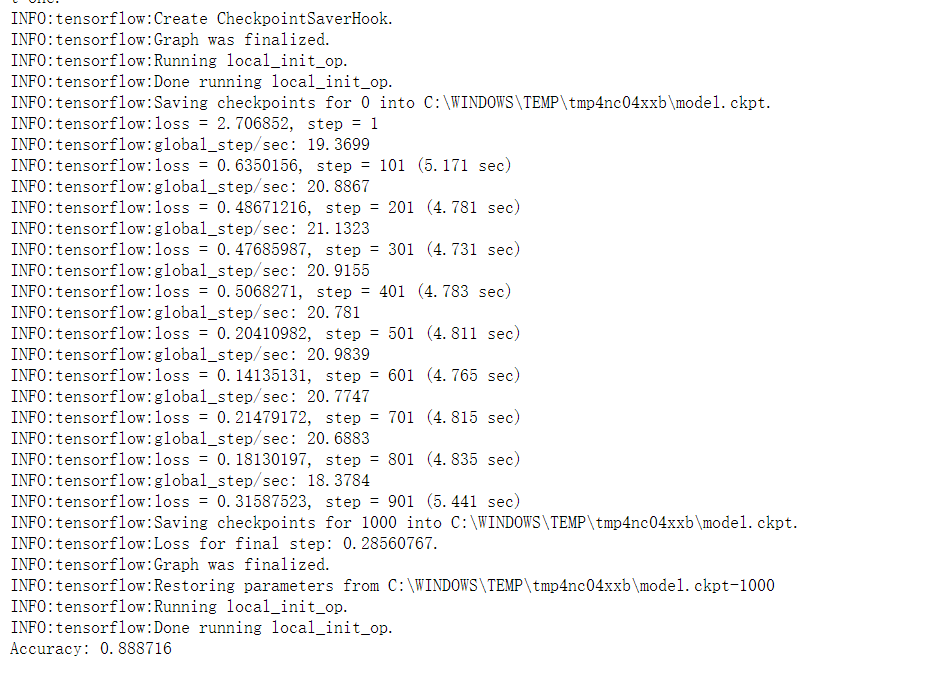 t one.
INFO:tensorflow:Create CheckpointSaverHook.
INFO:tensorflow:Graph was finalized.
INFO:tensorflow:Running local_init_op.
INFO:tensorflow:Done running local_init_op.
INFO:tensorflow:Saving checkpoints for 0 into C:\WINDOWS\TEMP\tmp4nc04xxb\model.ckpt.
INFO:tensorflow:loss = 2.706852, step = 1
INFO:tensorflow:global_step/sec: 19.3699
INFO:tensorflow:loss = 0.6350156, step = 101 (5.171 sec)
INFO:tensorflow:global_step/sec: 20.8867
INFO:tensorflow:loss = 0.48671216, step = 201 (4.781 sec)
INFO:tensorflow:global_step/sec: 21.1323
INFO:tensorflow:loss = 0.47685987, step = 301 (4.731 sec)
INFO:tensorflow:global_step/sec: 20.9155
INFO:tensorflow:loss = 0.5068271, step = 401 (4.783 sec)
INFO:tensorflow:global_step/sec: 20.781
INFO:tensorflow:loss = 0.20410982, step = 501 (4.811 sec)
INFO:tensorflow:global_step/sec: 20.9839
INFO:tensorflow:loss = 0.14135131, step = 601 (4.765 sec)
INFO:tensorflow:global_step/sec: 20.7747
INFO:tensorflow:loss = 0.21479172, step = 701 (4.815 sec)
INFO:tensorflow:global_step/sec: 20.6883
INFO:tensorflow:loss = 0.18130197, step = 801 (4.835 sec)
INFO:tensorflow:global_step/sec: 18.3784
INFO:tensorflow:loss = 0.31587523, step = 901 (5.441 sec)
INFO:tensorflow:Saving checkpoints for 1000 into C:\WINDOWS\TEMP\tmp4nc04xxb\model.ckpt.
INFO:tensorflow:Loss for final step: 0.28560767.
INFO:tensorflow:Graph was finalized.
INFO:tensorflow:Restoring parameters from C:\WINDOWS\TEMP\tmp4nc04xxb\model.ckpt-1000
INFO:tensorflow:Running local_init_op.
INFO:tensorflow:Done running local_init_op.
Accuracy: 0.888716